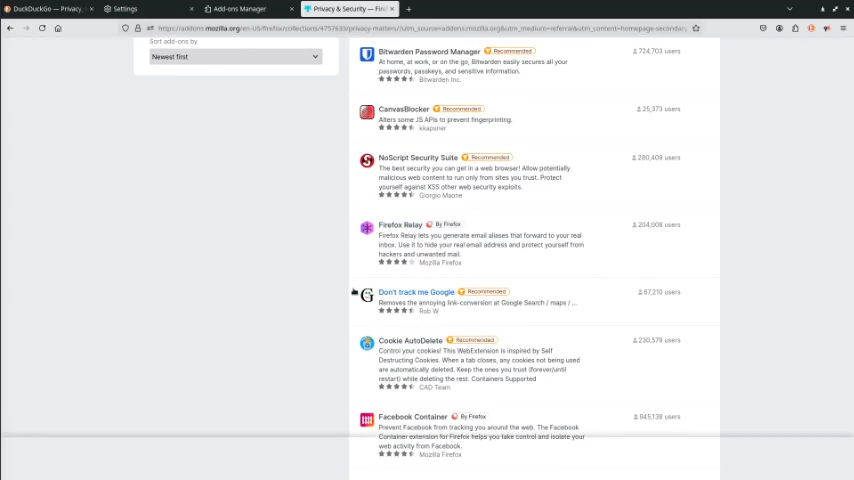 DuckDuckGo — Privacy,
Settings
Add-ons Manager
Privacy & Security — Fire
https://addons.mozilla.org/en-US/firefox/collections/4757633/privacy-matters/?utm_source=addons.mozilla.org&utm_medium=referral&utm_content=homepage-secondar
Sort add-ons by
Newest first
Bitwarden Password Manager Recommended 724,703 users
At home, at work, or on the go, Bitwarden easily secures all your
passwords, passkeys, and sensitive information.
Bitwarden Inc.
CanvasBlocker Recommended 25,373 users
Alters some JS APIs to prevent fingerprinting.
kkapsner
NoScript Security Suite Recommended 280,409 users
The best security you can get in a web browser! Allow potentially
malicious web content to run only from sites you trust. Protect
yourself against XSS other web security exploits.
Giorgio Maone
Firefox Relay By Firefox 204,008 users
Firefox Relay lets you generate email aliases that forward to your real
inbox. Use it to hide your real email address and protect yourself from
hackers and unwanted mail.
Mozilla Firefox
Don't track me Google Recommended 67,210 users
Removes the annoying link-conversion at Google Search / maps / ...
Rob W
Cookie AutoDelete Recommended 230,579 users
Control your cookies! This WebExtension is inspired by Self
Destructing Cookies. When a tab closes, any cookies not being used
are automatically deleted. Keep the ones you trust (forever/until
restart) while deleting the rest. Containers Supported
CAD Team
Facebook Container By Firefox 945,138 users
Prevent Facebook from tracking you around the web. The Facebook
Container extension for Firefox helps you take control and isolate your
web activity from Facebook.
Mozilla Firefox